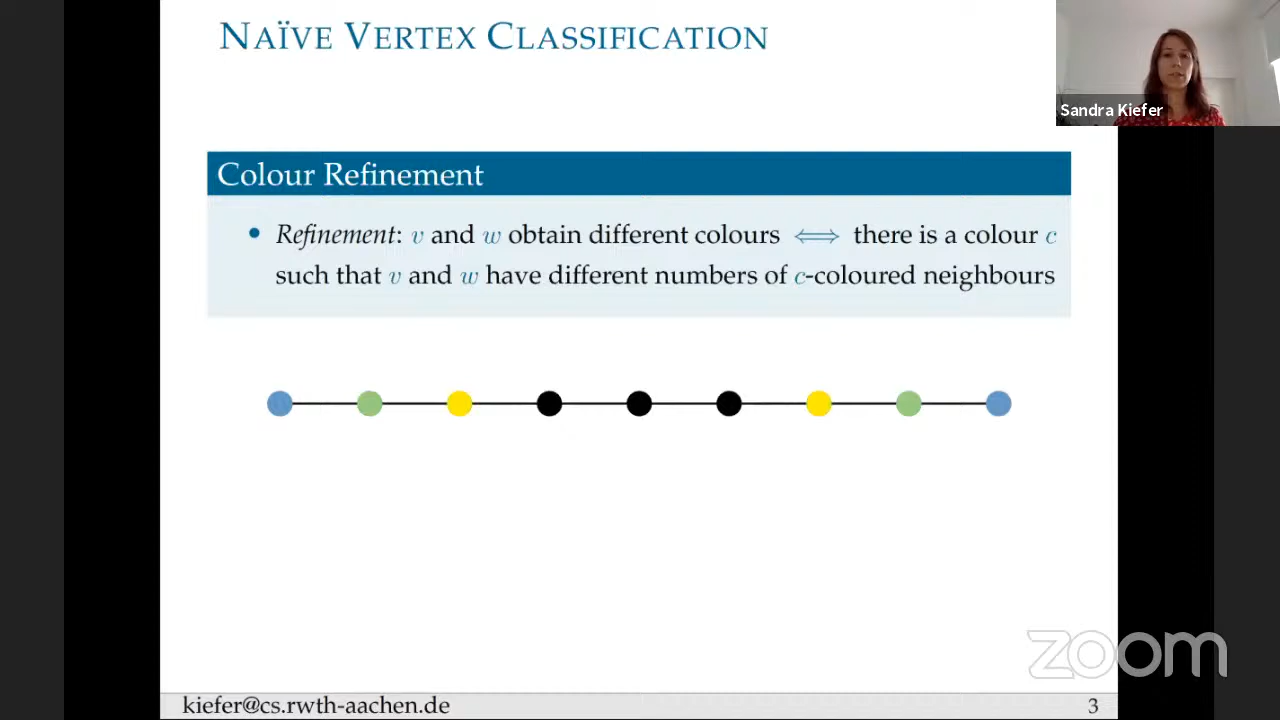 NAÏVE VERTEX CLASSIFICATION
Sandra Kiefer
Colour Refinement
• Refinement: v and w obtain different colours ⟺ there is a colour c
such that v and w have different numbers of c-coloured neighbours
zoom
kiefer@cs.rwth-aachen.de
3